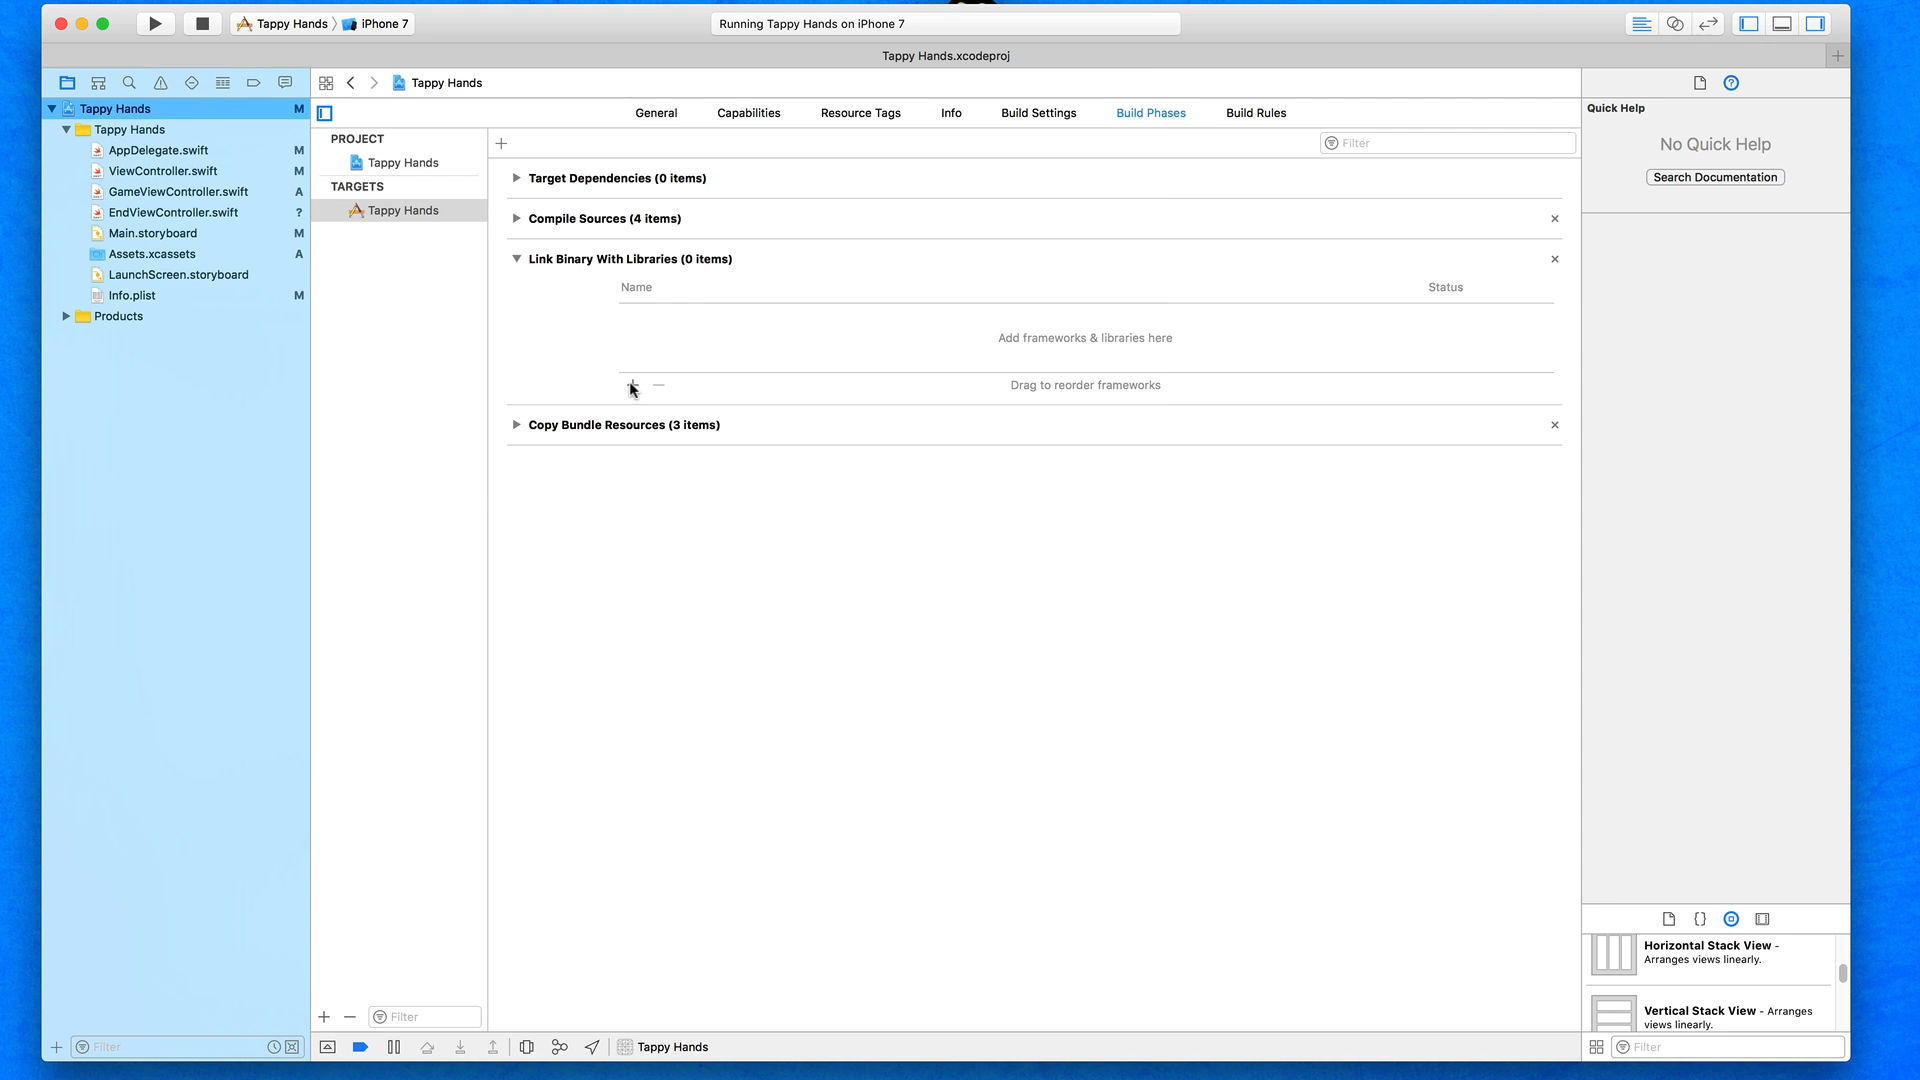 Tappy Hands
iPhone 7
Running Tappy Hands on iPhone 7
Tappy Hands.xcodeproj
Tappy Hands
Quick Help
No Quick Help
Search Documentation
Tappy Hands M
Tappy Hands
AppDelegate.swift M
ViewController.swift M
GameViewController.swift A
EndViewController.swift ?
Main.storyboard M
Assets.xcassets A
LaunchScreen.storyboard
Info.plist M
Products
General Capabilities Resource Tags Info Build Settings Build Phases Build Rules
PROJECT
Tappy Hands
TARGETS
Tappy Hands
Filter
Target Dependencies (0 items)
Compile Sources (4 items)
Link Binary With Libraries (0 items)
Name Status
Add frameworks & libraries here
Drag to reorder frameworks
Copy Bundle Resources (3 items)
Horizontal Stack View -
Arranges views linearly.
Vertical Stack View - Arranges
views linearly.
Filter
Filter
Tappy Hands
Filter